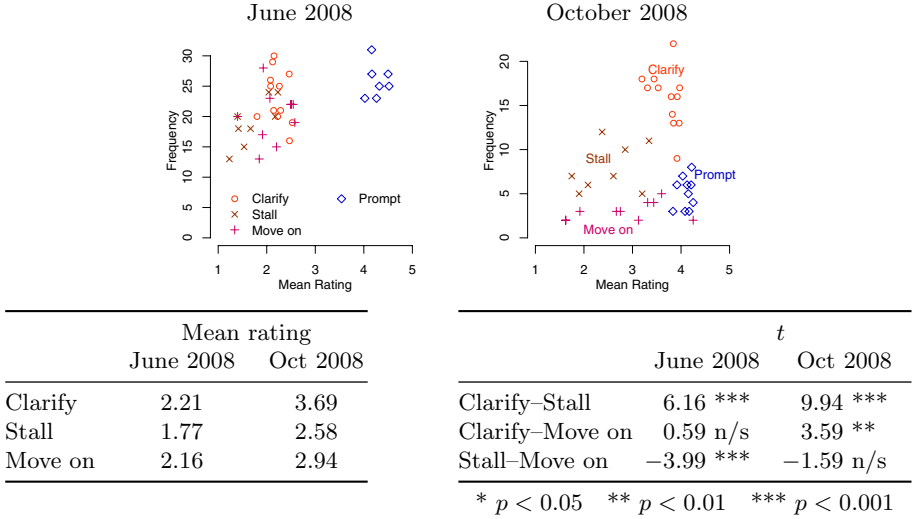 June 2008
30
25
20
15
10
5
0
Frequency
Clarify
Stall
Move on
Prompt
1 2 3 4 5
Mean Rating
October 2008
20
15
10
5
0
Frequency
Clarify
Stall
Prompt
Move on
1 2 3 4 5
Mean Rating
Mean rating
June 2008 Oct 2008
Clarify 2.21 3.69
Stall 1.77 2.58
Move on 2.16 2.94
t
June 2008 Oct 2008
Clarify–Stall 6.16 *** 9.94 ***
Clarify–Move on 0.59 n/s 3.59 **
Stall–Move on −3.99 *** −1.59 n/s
* p < 0.05 ** p < 0.01 *** p < 0.001